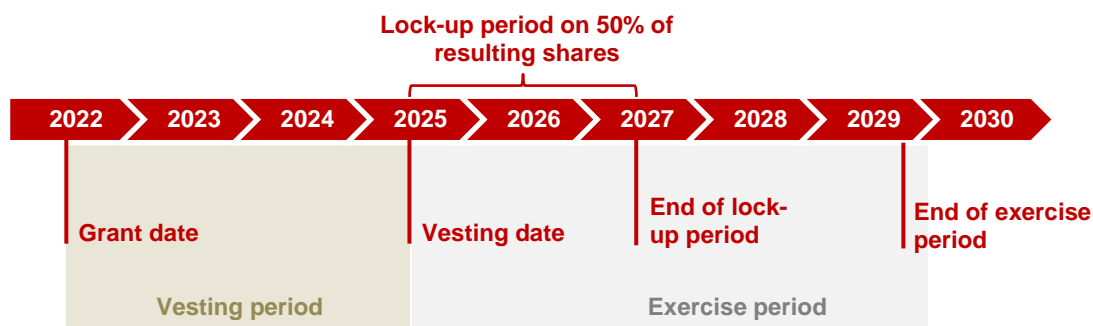 Lock-up period on 50% of
resulting shares
2022 2023 2024 2025 2026 2027 2028 2029 2030
Grant date
Vesting date
End of lock-
up period
End of exercise
period
Vesting period
Exercise period